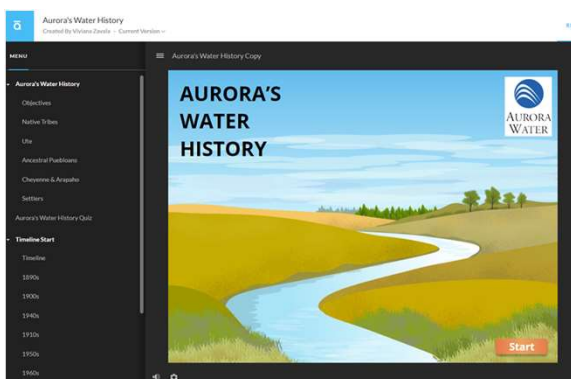 Aurora's Water History
Created By Viviana Zavala - Current Version
MENU
Aurora's Water History Copy
Aurora's Water History
Objectives
Native Tribes
Ute
Ancestral Puebloans
Cheyenne & Arapaho
Settlers
Aurora's Water History Quiz
Timeline Start
Timeline
1890s
1900s
1940s
1910s
1950s
1960s
AURORA'S
WATER
HISTORY
AURORA
WATER
Start